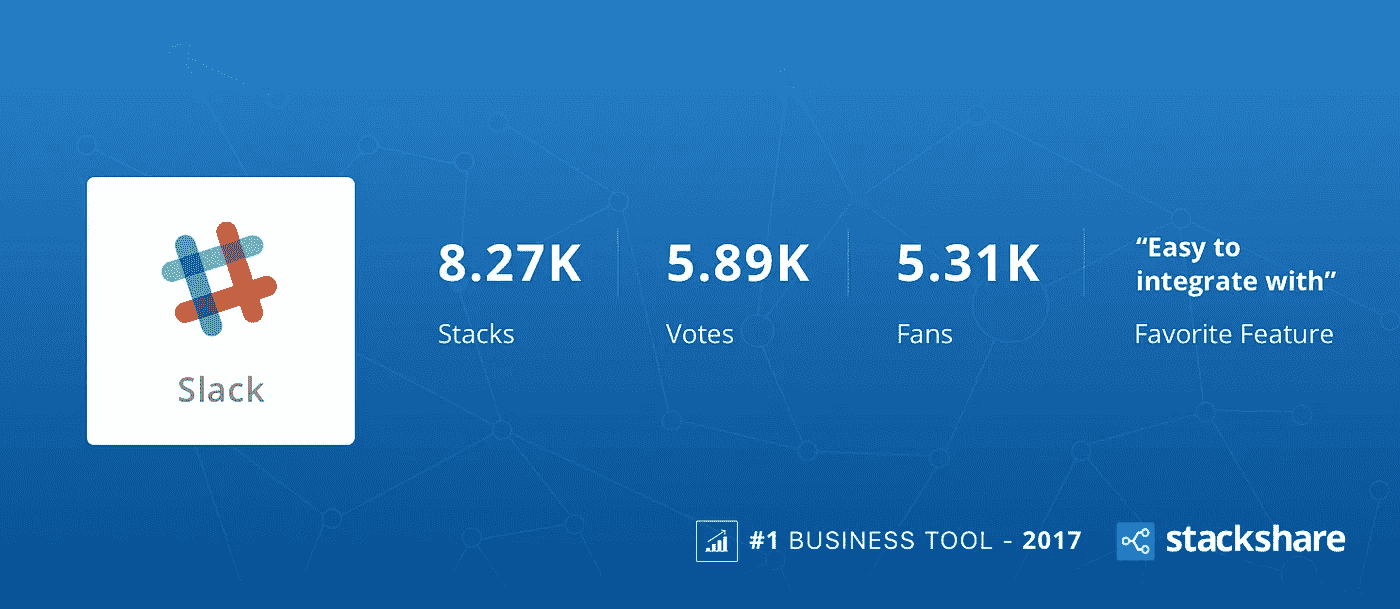 Slack
8.27K
Stacks
5.89K
Votes
5.31K
Fans
“Easy to
integrate with”
Favorite Feature
#1 BUSINESS TOOL - 2017
stackshare